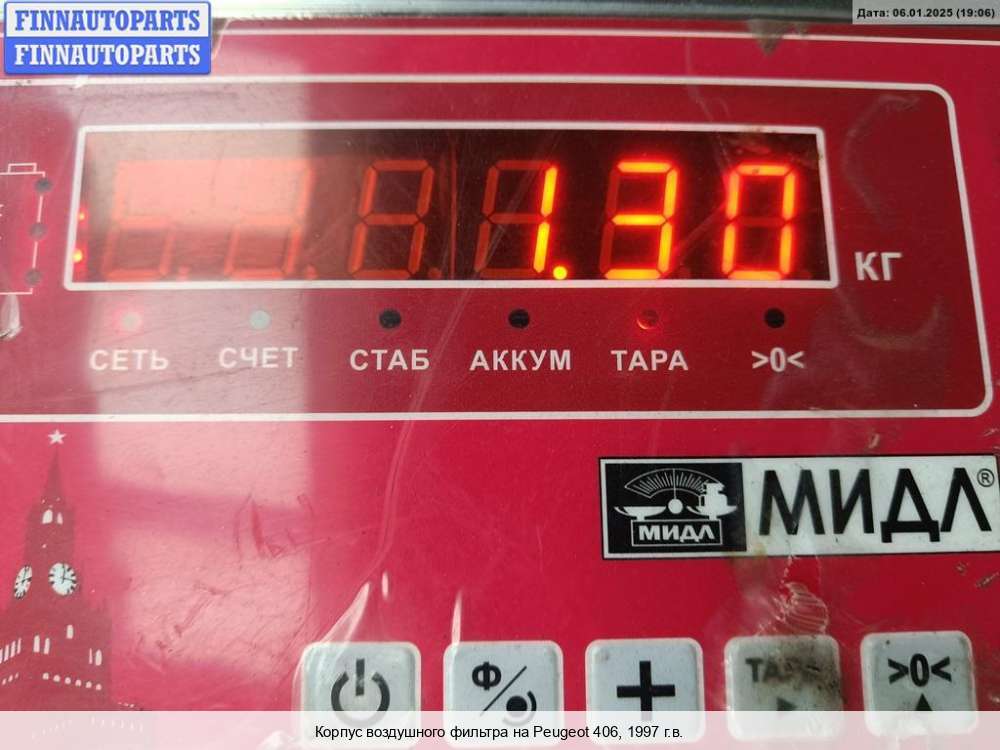 FINNAUTOPARTS
FINNAUTOPARTS
Дата: 06.01.2025 (19:06)
1.30
КГ
СЕТЬ СЧЕТ СТАБ АККУМ ТАРА >0<
МИДЛ
МИДЛ®
Ф/
+
ТАРА
>0<
Корпус воздушного фильтра на Peugeot 406, 1997 г.в.